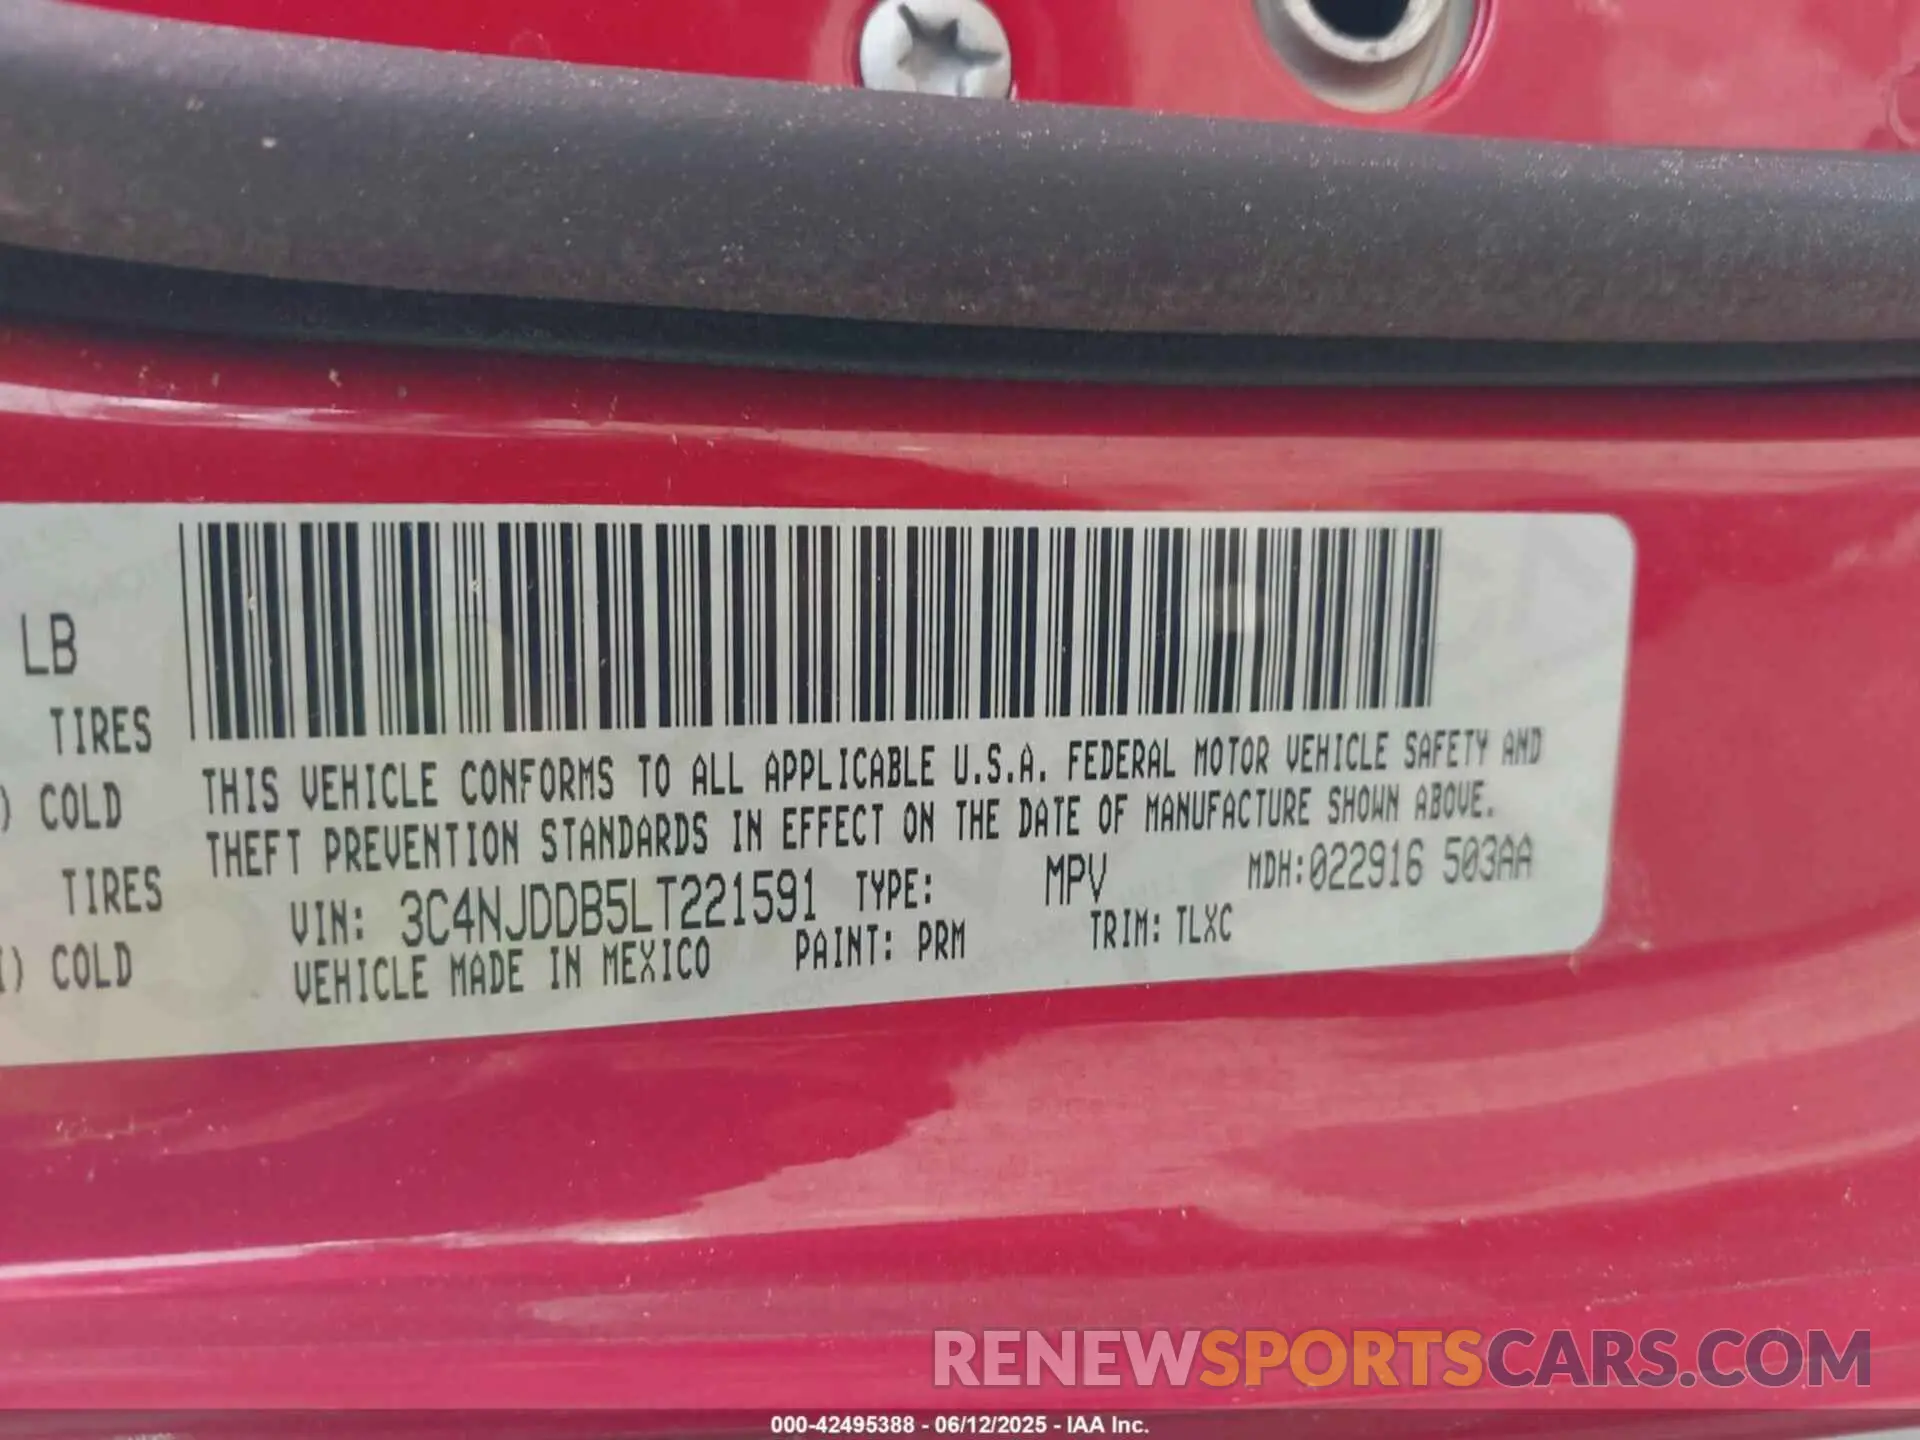 LB
TIRES
) COLD
TIRES
I) COLD
THIS VEHICLE CONFORMS TO ALL APPLICABLE U.S.A. FEDERAL MOTOR VEHICLE SAFETY AND
THEFT PREVENTION STANDARDS IN EFFECT ON THE DATE OF MANUFACTURE SHOWN ABOVE.
VIN: 3C4NJDDB5LT221591 TYPE: MPV MDH:022916 503AA
VEHICLE MADE IN MEXICO PAINT: PRM TRIM: TLXC
RENEWSPORTSCARS.COM
000-42495388 - 06/12/2025 - IAA Inc.